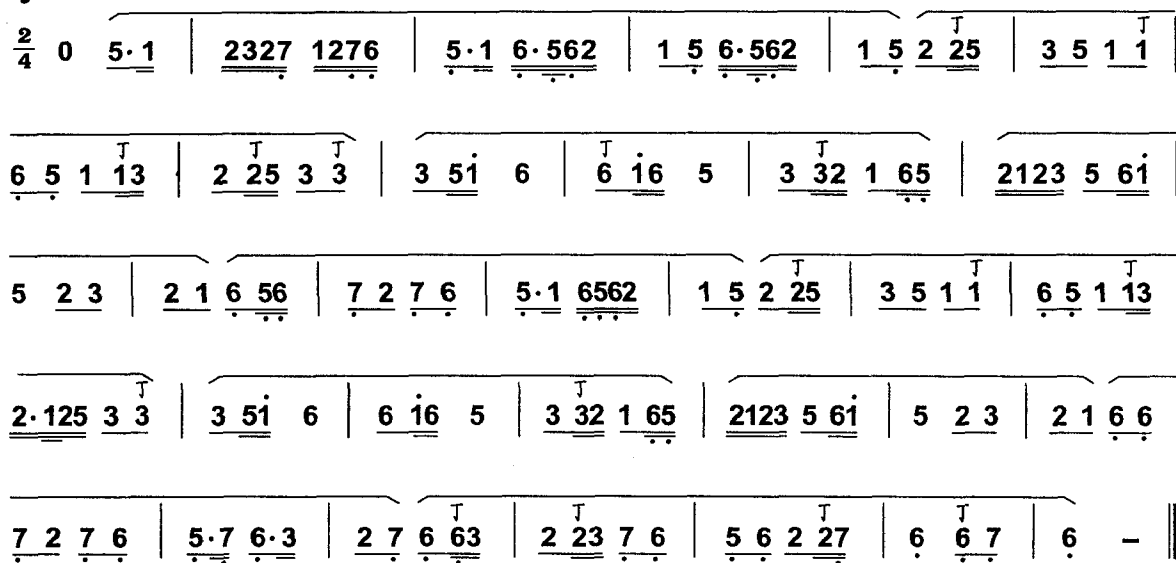 2/4 0 5·1 | 2327 1276 | 5·1 6·562 | 1 5 6·562 | 1 5 2 25 | 3 5 1 1 |
6 5 1 13 | 2 25 3 3 | 3 51̇ 6 | 6 1̇6 5 | 3 32 1 65 | 2123 5 61̇ |
5 2 3 | 2 1 6 56 | 7 2 7 6 | 5·1 6562 | 1 5 2 25 | 3 5 1 1 | 6 5 1 13
2·125 3 3 | 3 51̇ 6 | 6 1̇6 5 | 3 32 1 65 | 2123 5 61̇ | 5 2 3 | 2 1 6 6
7 2 7 6 | 5·7 6·3 | 2 7 6 63 | 2 23 7 6 | 5 6 2 27 | 6 6 7 | 6 – ‖